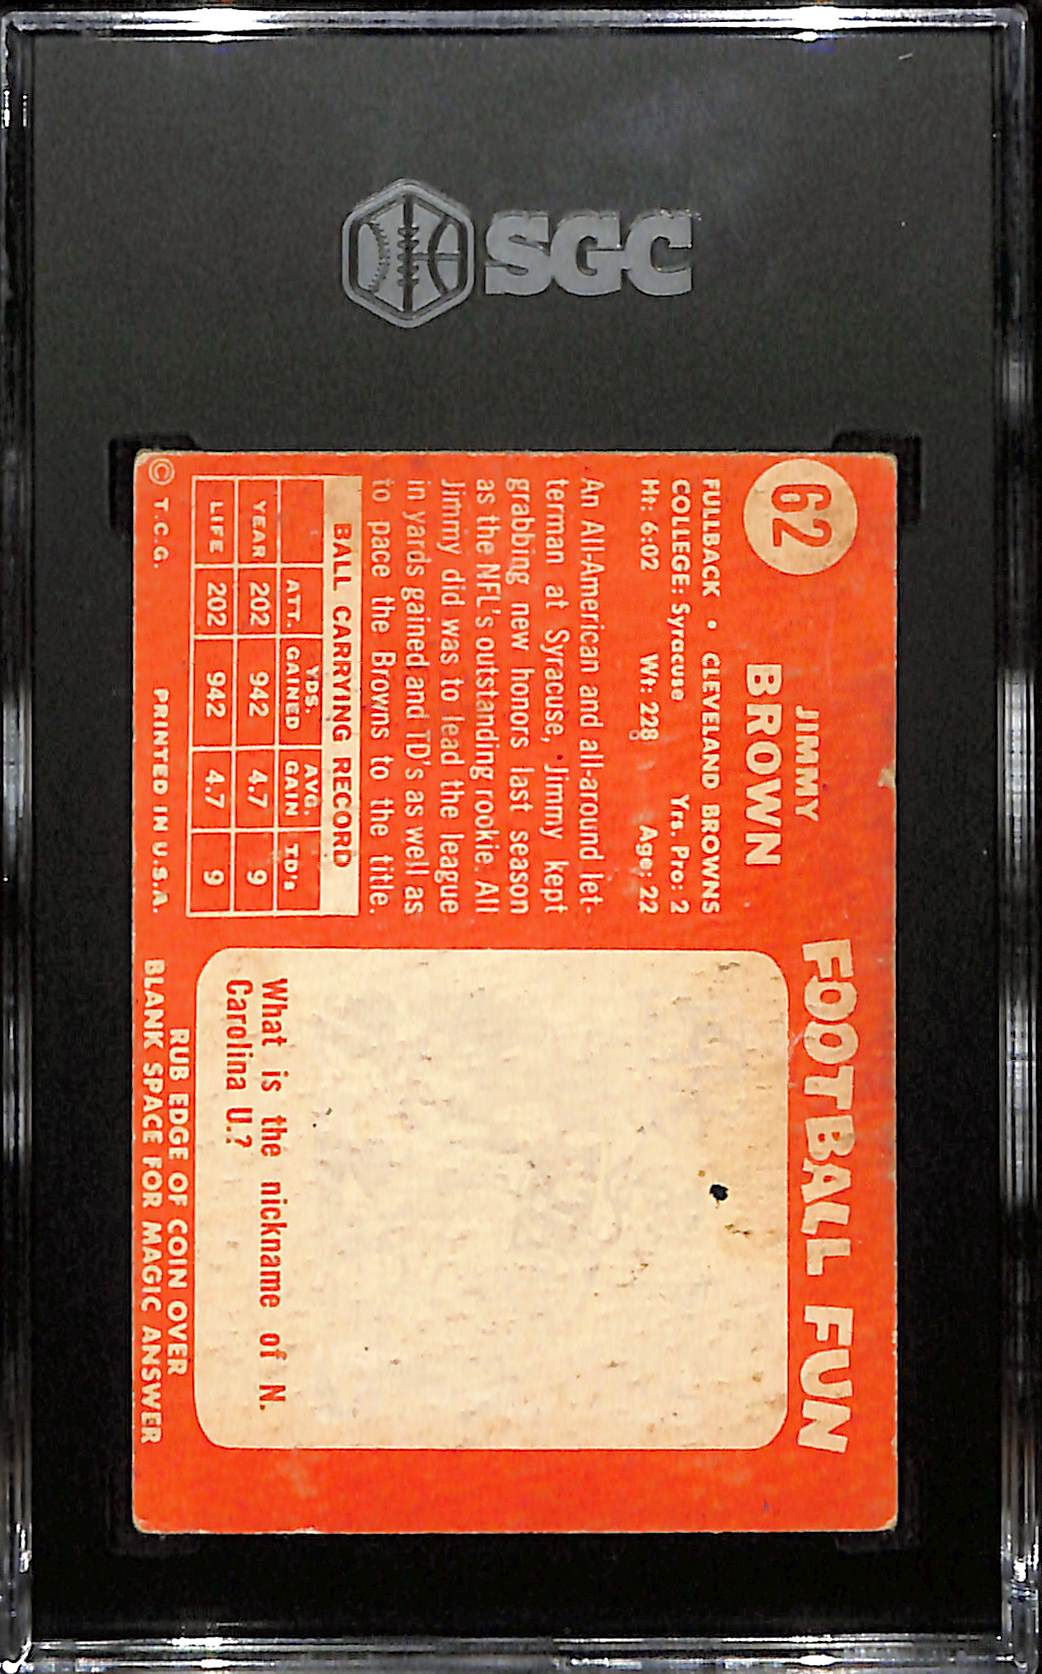 SGC
62
JIMMY
BROWN
FULLBACK • CLEVELAND BROWNS
COLLEGE: Syracuse Yrs. Pro: 2
Ht: 6:02 Wt: 228 Age: 22
An All-American and all-around let-
terman at Syracuse, Jimmy kept
grabbing new honors last season
as the NFL's outstanding rookie. All
Jimmy did was to lead the league
in yards gained and TD's as well as
to pace the Browns to the title.
BALL CARRYING RECORD
ATT. YDS. GAINED AVG. GAIN TD's
YEAR 202 942 4.7 9
LIFE 202 942 4.7 9
© T.C.G. PRINTED IN U.S.A.
FOOTBALL FUN
What is the nickname of N.
Carolina U.?
RUB EDGE OF COIN OVER
BLANK SPACE FOR MAGIC ANSWER